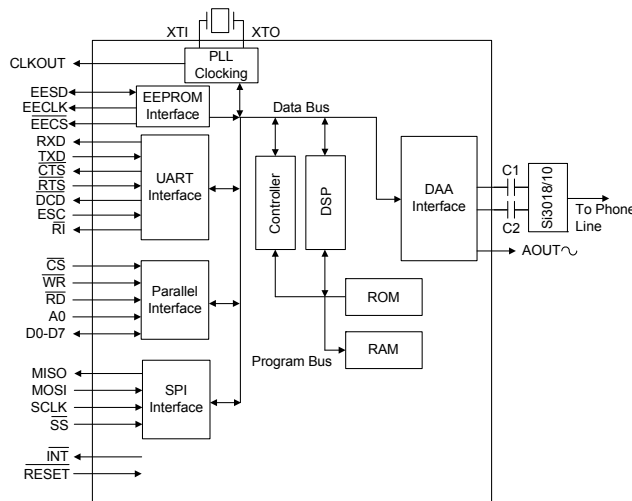 XTI
XTO
CLKOUT
PLL
Clocking
EESD
EECLK
EECS
EEPROM
Interface
Data Bus
RXD
TXD
CTS
RTS
DCD
ESC
RI
UART
Interface
Controller
DSP
DAA
Interface
C1
C2
Si3018/10
To Phone
Line
AOUT
CS
WR
RD
A0
D0-D7
Parallel
Interface
ROM
RAM
Program Bus
MISO
MOSI
SCLK
SS
SPI
Interface
INT
RESET